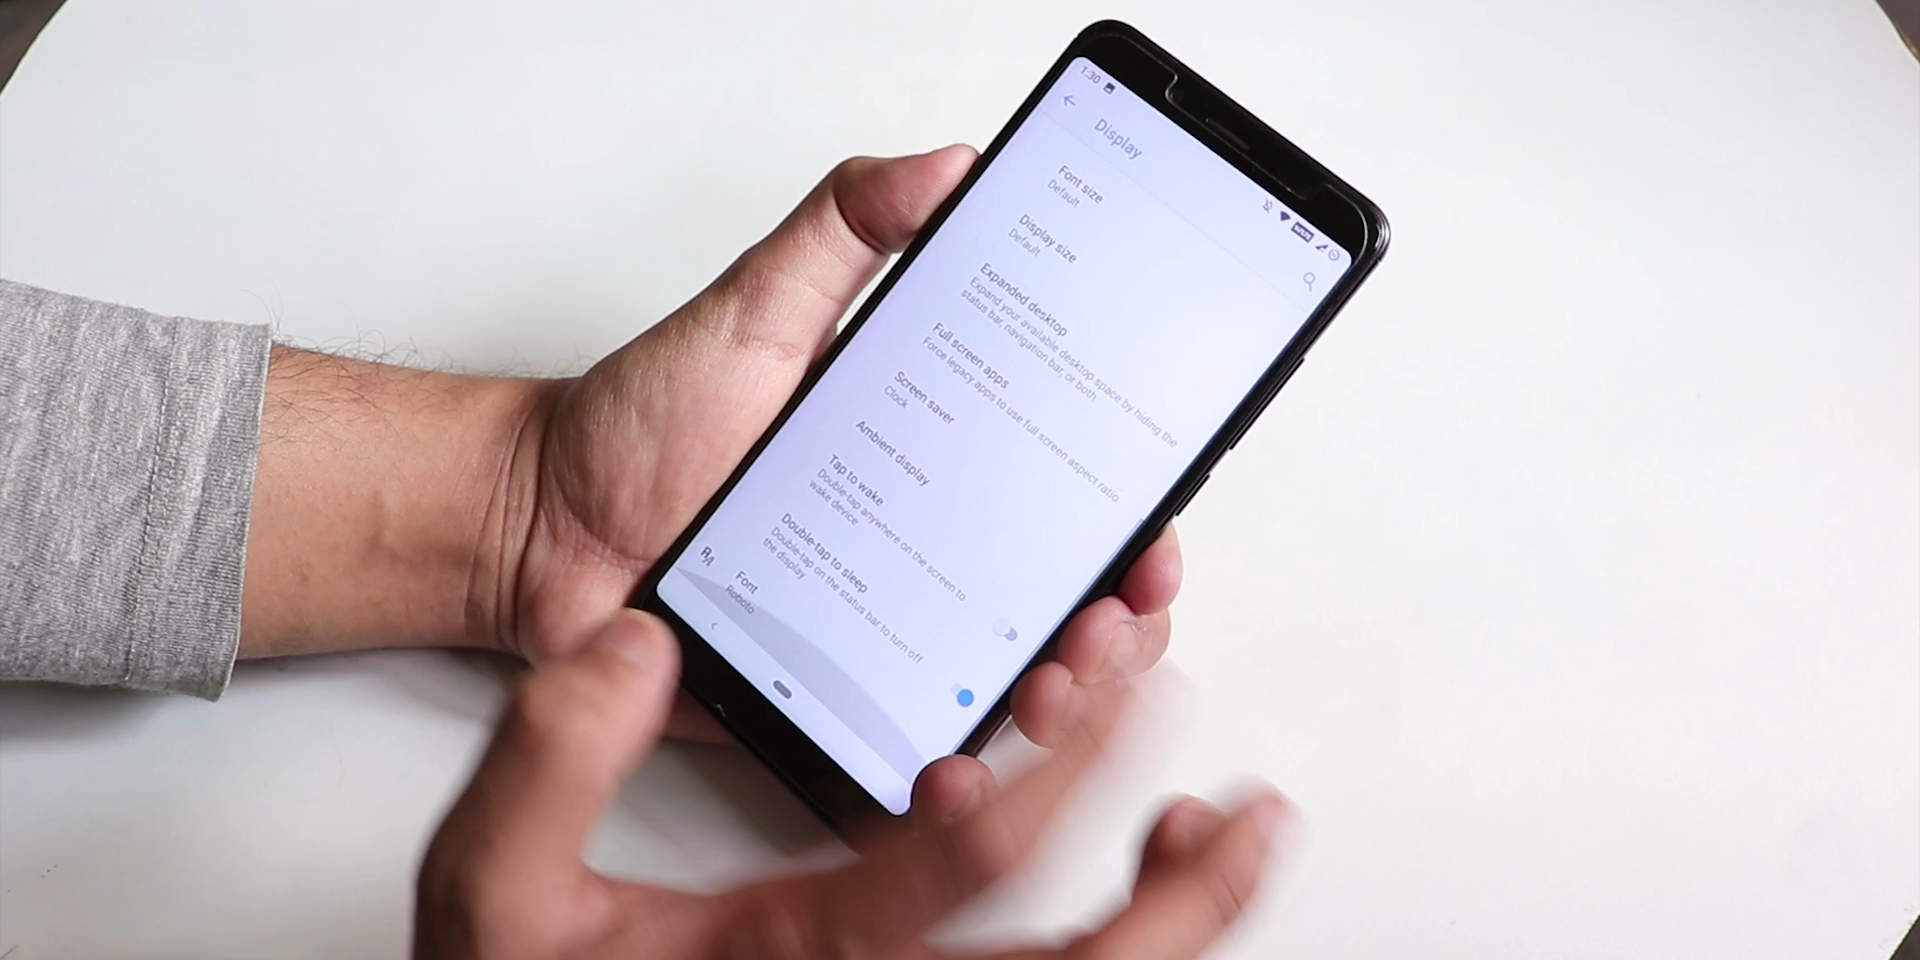 1:30
Display
Font size
Default
Display size
Default
Expanded desktop
Expand your available desktop space by hiding the
status bar, navigation bar, or both
Full screen apps
Force legacy apps to use full screen aspect ratio
Screen saver
Clock
Ambient display
Tap to wake
Double-tap anywhere on the screen to
wake device
Double-tap to sleep
Double-tap on the status bar to turn off
the display
Font
Roboto